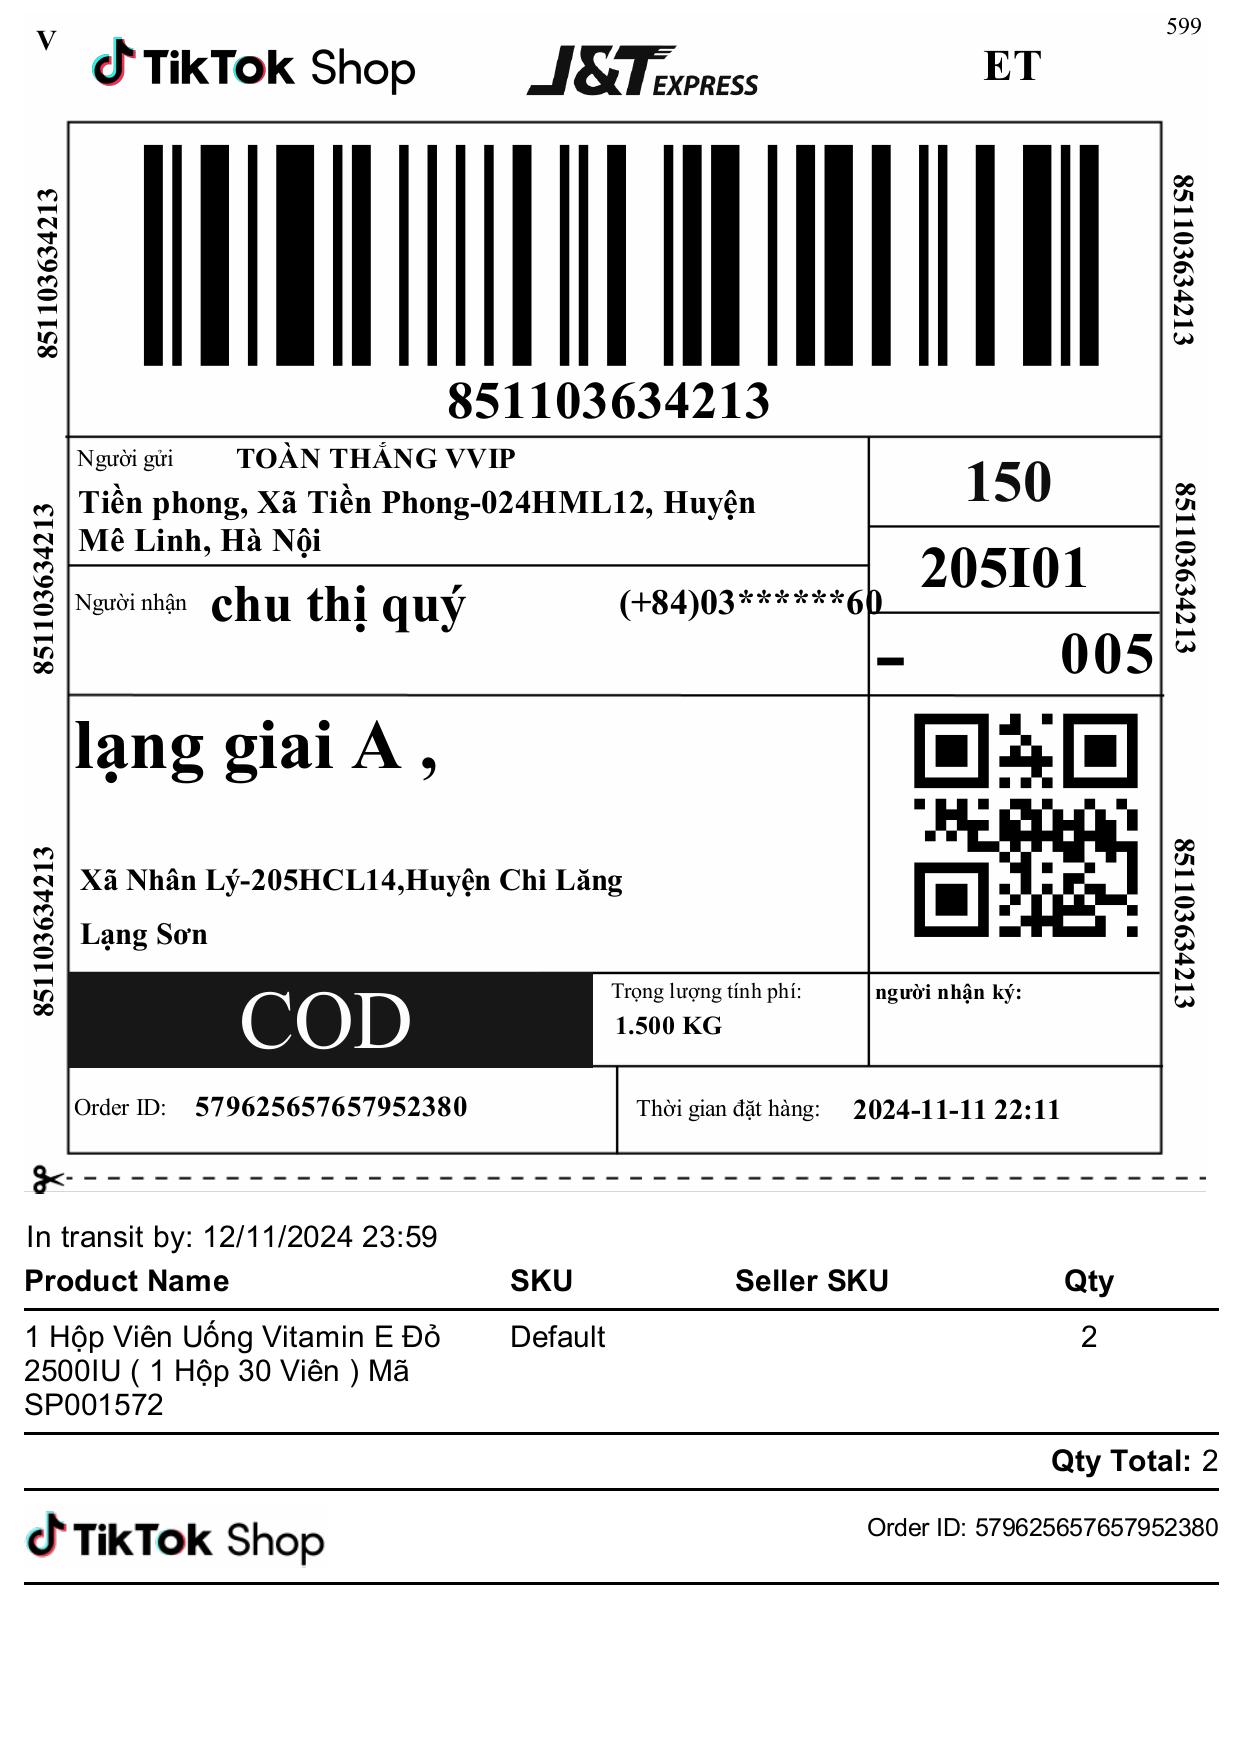 599
V
TikTok Shop
J&T EXPRESS
ET
851103634213
851103634213
851103634213
Người gửi TOÀN THẮNG VVIP
Tiền phong, Xã Tiền Phong-024HML12, Huyện
Mê Linh, Hà Nội
150
205I01
851103634213
851103634213
Người nhận chu thị quý (+84)03******60
- 005
lạng giai A ,
Xã Nhân Lý-205HCL14,Huyện Chi Lăng
Lạng Sơn
851103634213
851103634213
COD
Trọng lượng tính phí:
1.500 KG
người nhận ký:
Order ID: 579625657657952380
Thời gian đặt hàng: 2024-11-11 22:11
In transit by: 12/11/2024 23:59
Product Name SKU Seller SKU Qty
1 Hộp Viên Uống Vitamin E Đỏ Default 2
2500IU ( 1 Hộp 30 Viên ) Mã
SP001572
Qty Total: 2
TikTok Shop
Order ID: 579625657657952380